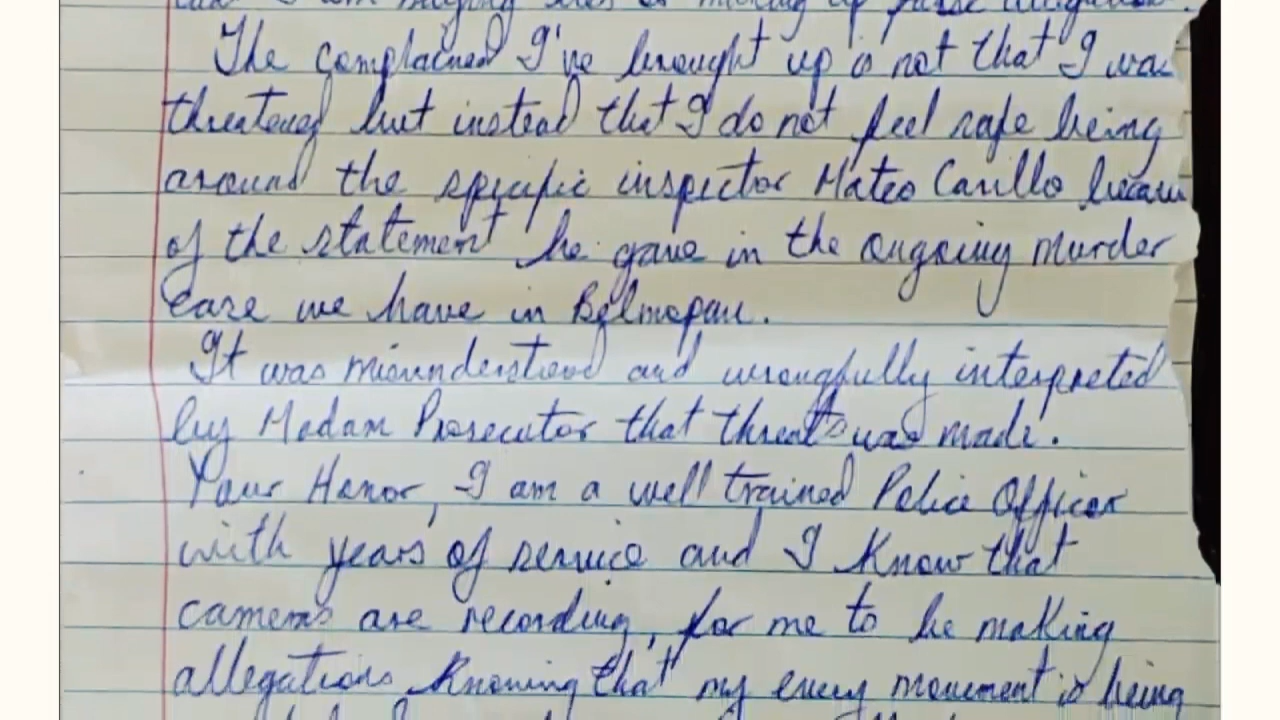 I am
The complained I've brought up is not that I was
threatened but instead that I do not feel safe being
around the specific inspector Mateo Carillo becau
of the statement he gave in the ongoing murder
case we have in Belmopan.
It was misunderstood and wrongfully interpreted
by Madam Prosecutor that threats was made.
Your Honor, I am a well trained Police Officer
with years of service and I know that
cameras are recording, for me to be making
allegations knowing that my every movement is being